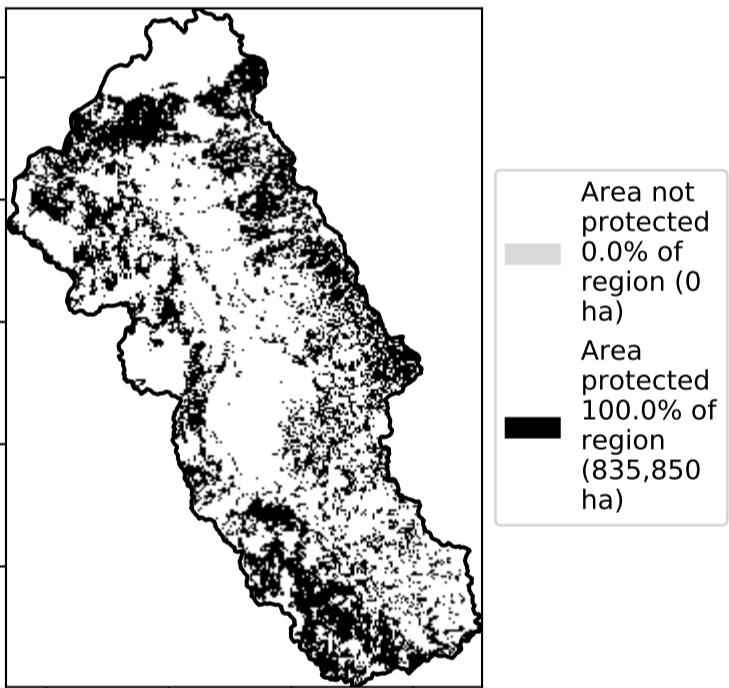 Area not
protected
0.0% of
region (0
ha)
Area
protected
100.0% of
region
(835,850
ha)